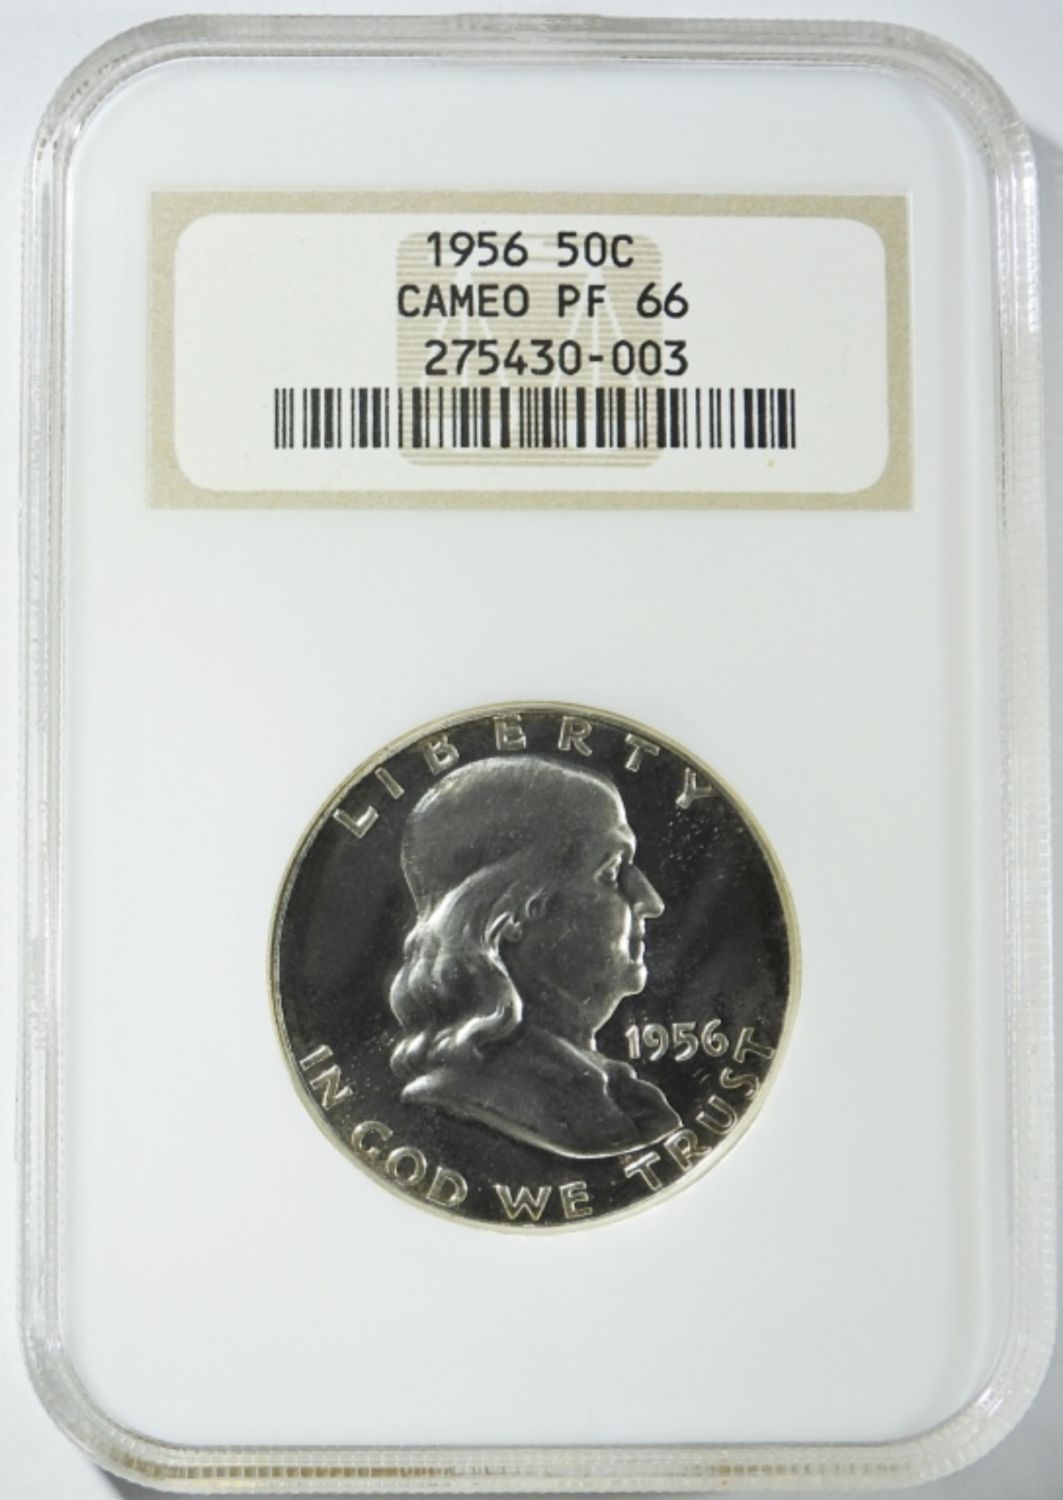 1956 50C
CAMEO PF 66
275430-003
LIBERTY
1956
IN GOD WE TRUST